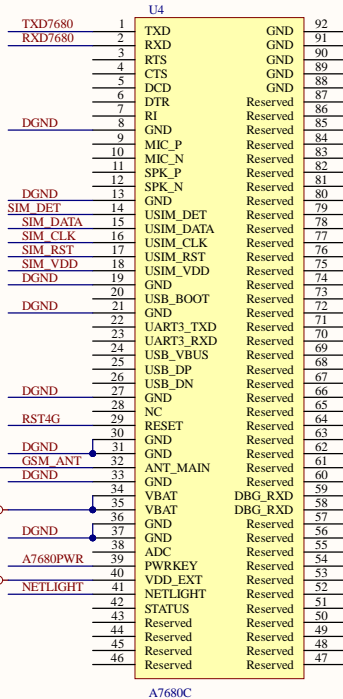 U4
TXD7680 1 TXD GND 92
RXD7680 2 RXD GND 91
3 RTS GND 90
4 CTS GND 89
5 DCD GND 88
6 DTR Reserved 87
7 RI Reserved 86
DGND 8 GND Reserved 85
9 MIC_P Reserved 84
10 MIC_N Reserved 83
11 SPK_P Reserved 82
12 SPK_N Reserved 81
DGND 13 GND Reserved 80
SIM_DET 14 USIM_DET Reserved 79
SIM_DATA 15 USIM_DATA Reserved 78
SIM_CLK 16 USIM_CLK Reserved 77
SIM_RST 17 USIM_RST Reserved 76
SIM_VDD 18 USIM_VDD Reserved 75
DGND 19 GND Reserved 74
20 USB_BOOT Reserved 73
DGND 21 GND Reserved 72
22 UART3_TXD Reserved 71
23 UART3_RXD Reserved 70
24 USB_VBUS Reserved 69
25 USB_DP Reserved 68
26 USB_DN Reserved 67
DGND 27 GND Reserved 66
28 NC Reserved 65
RST4G 29 RESET Reserved 64
30 GND Reserved 63
DGND 31 GND Reserved 62
GSM_ANT 32 ANT_MAIN Reserved 61
DGND 33 GND Reserved 60
34 VBAT DBG_RXD 59
35 VBAT DBG_RXD 58
36 GND Reserved 57
DGND 37 GND Reserved 56
38 ADC Reserved 55
A7680PWR 39 PWRKEY Reserved 54
40 VDD_EXT Reserved 53
NETLIGHT 41 NETLIGHT Reserved 52
42 STATUS Reserved 51
43 Reserved Reserved 50
44 Reserved Reserved 49
45 Reserved Reserved 48
46 Reserved Reserved 47
A7680C